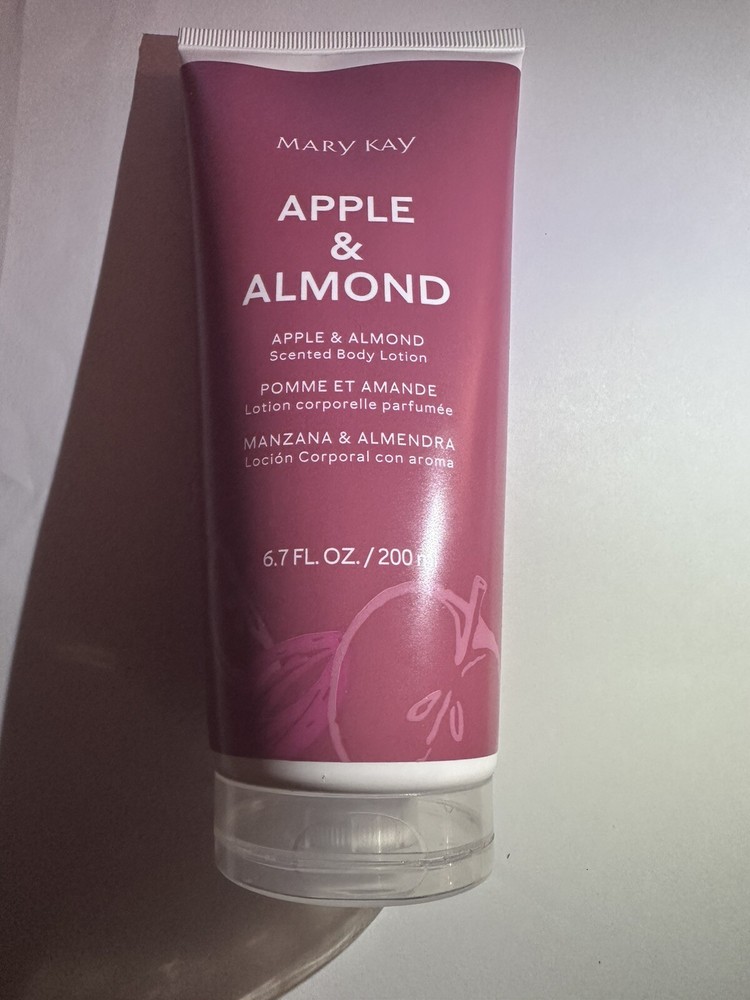 MARY KAY
APPLE
&
ALMOND
APPLE & ALMOND
Scented Body Lotion
POMME ET AMANDE
Lotion corporelle parfumée
MANZANA & ALMENDRA
Loción Corporal con aroma
6.7 FL. OZ. / 200